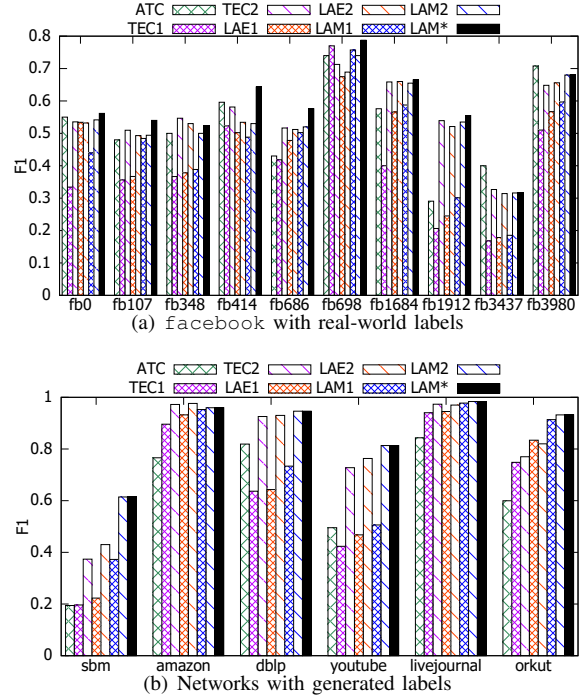 ATC TEC2 LAE2 LAM2
TEC1 LAE1 LAM1 LAM*
0.8
0.7
0.6
0.5
0.4
0.3
0.2
0.1
0
F1
fb0 fb107 fb348 fb414 fb686 fb698 fb1684 fb1912 fb3437 fb3980
(a) facebook with real-world labels
ATC TEC2 LAE2 LAM2
TEC1 LAE1 LAM1 LAM*
1
0.8
0.6
0.4
0.2
0
F1
sbm amazon dblp youtube livejournal orkut
(b) Networks with generated labels